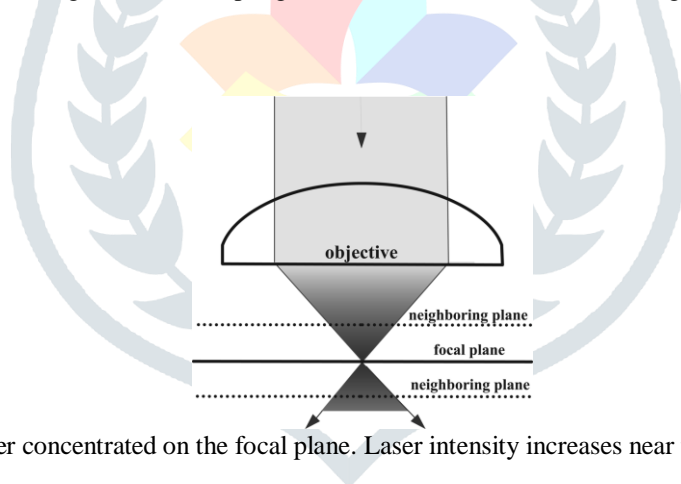 objective
neighboring plane
focal plane
neighboring plane
er concentrated on the focal plane. Laser intensity increases near